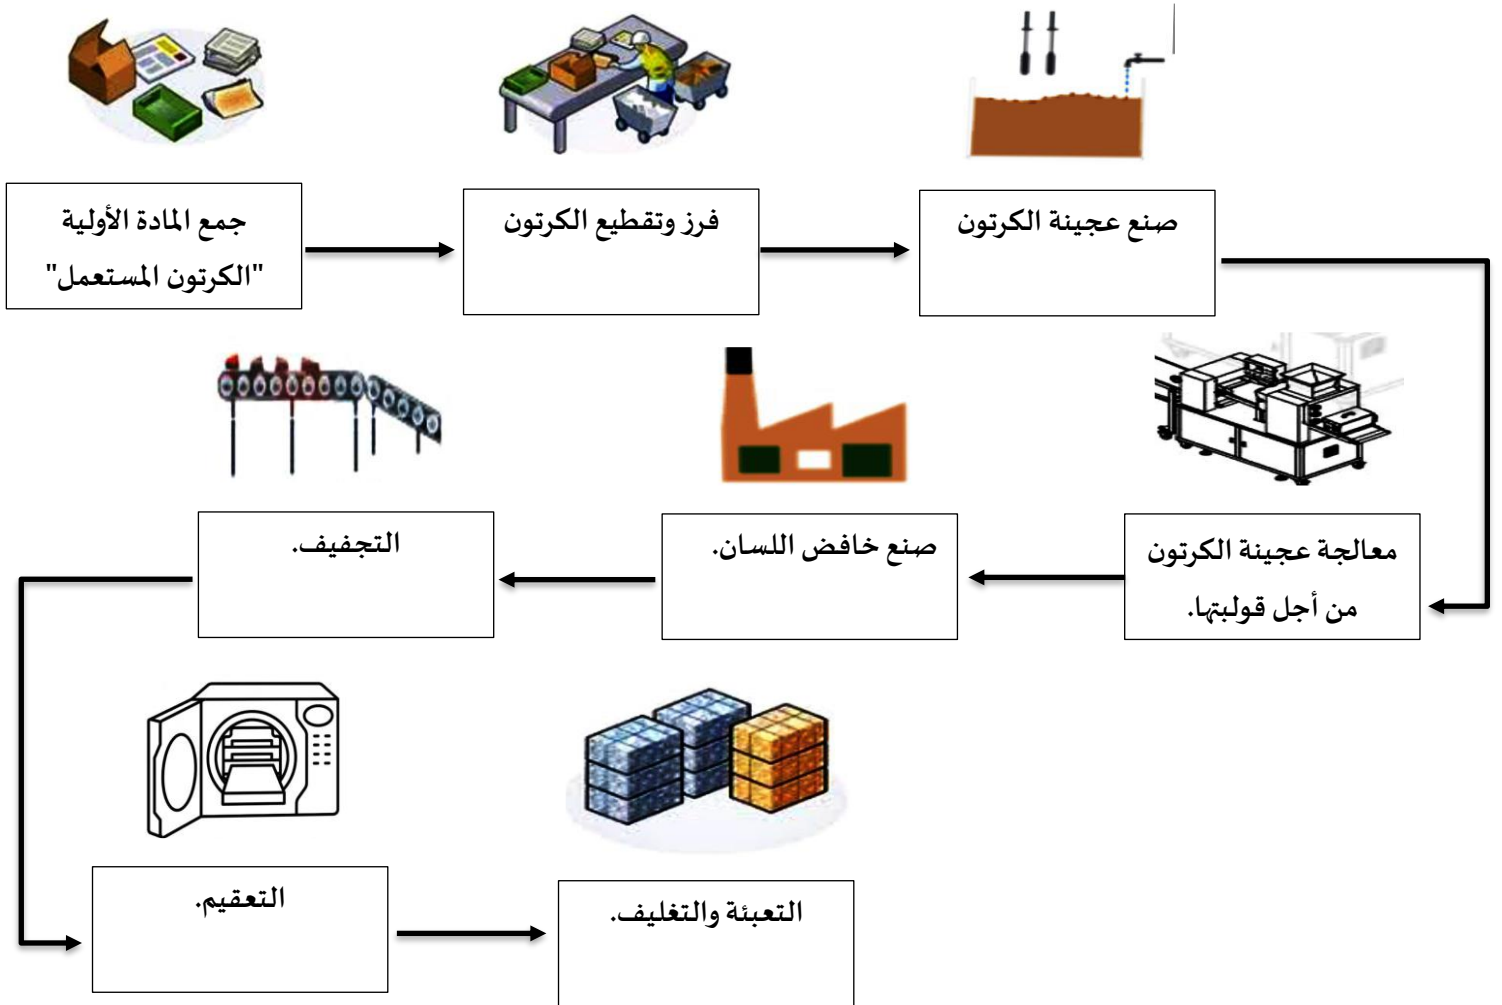 جمع المادة الأولية
"الكرتون المستعمل"
فرز وتقطيع الكرتون
صنع عجينة الكرتون
معالجة عجينة الكرتون
من أجل قولبتها.
صنع خافض اللسان.
التجفيف.
التعقيم.
التعبئة والتغليف.